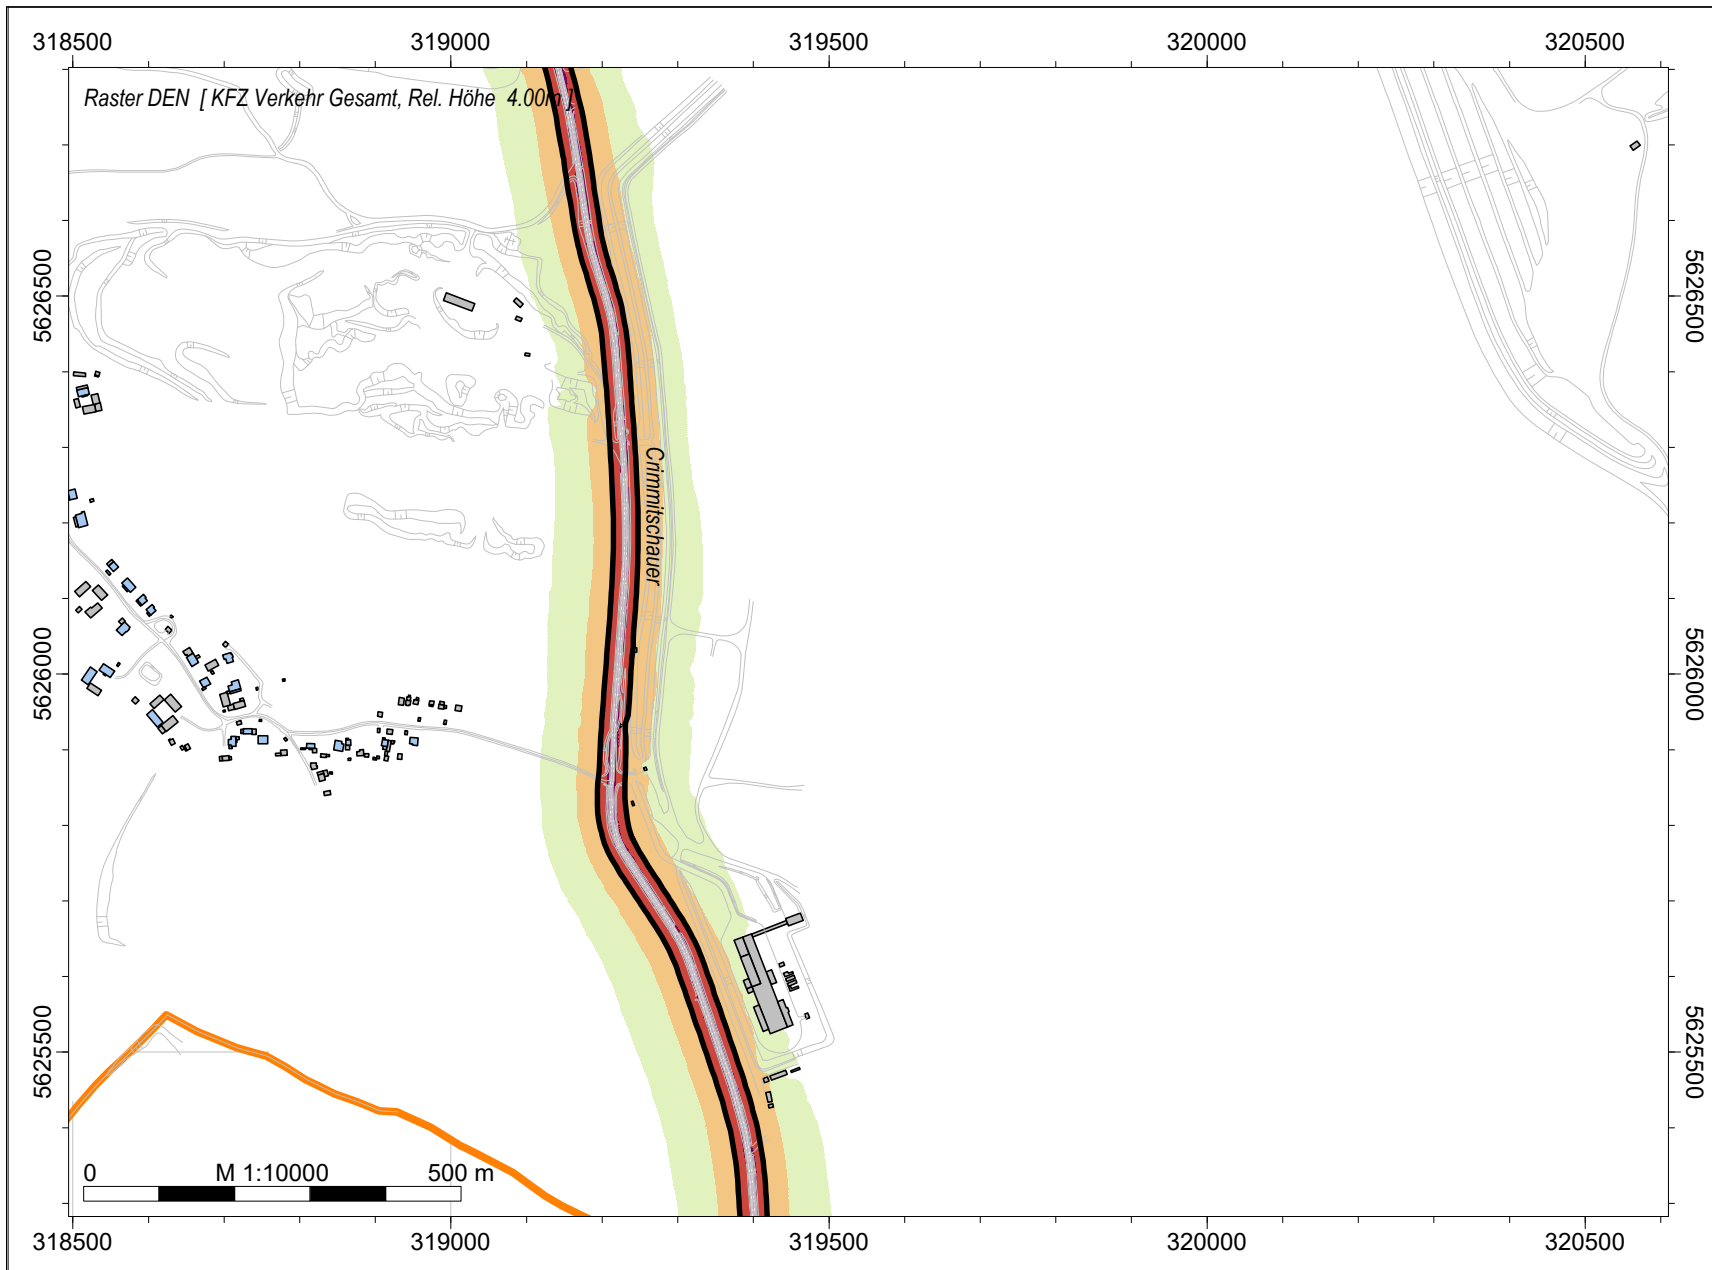 318500 319000 319500 320000 320500
Raster DEN [ KFZ Verkehr Gesamt, Rel. Höhe 4.00m ]
5626500 5626500
Crimmitschauer
5626000 5626000
5625500 5625500
0 M 1:10000 500 m
318500 319000 319500 320000 320500